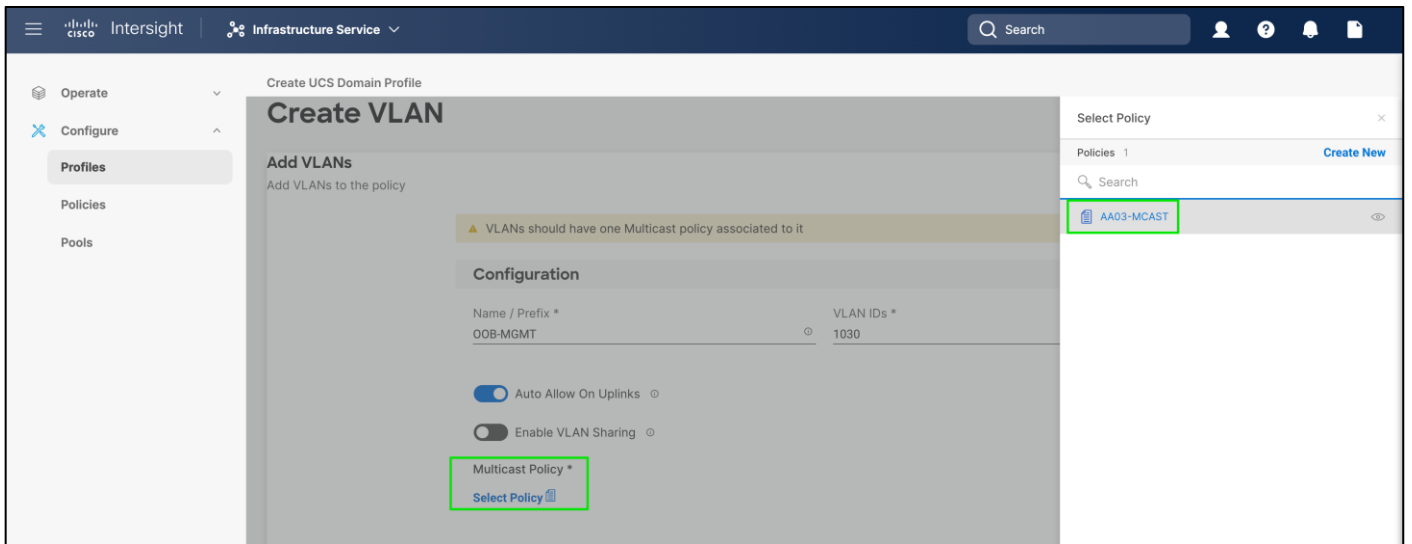 cisco Intersight
Infrastructure Service
Search
Operate
Configure
Profiles
Policies
Pools
Create UCS Domain Profile
Create VLAN
Add VLANs
Add VLANs to the policy
VLANs should have one Multicast policy associated to it
Configuration
Name / Prefix *
OOB-MGMT
VLAN IDs *
1030
Auto Allow On Uplinks
Enable VLAN Sharing
Multicast Policy *
Select Policy
Select Policy
Policies 1
Create New
Search
AA03-MCAST